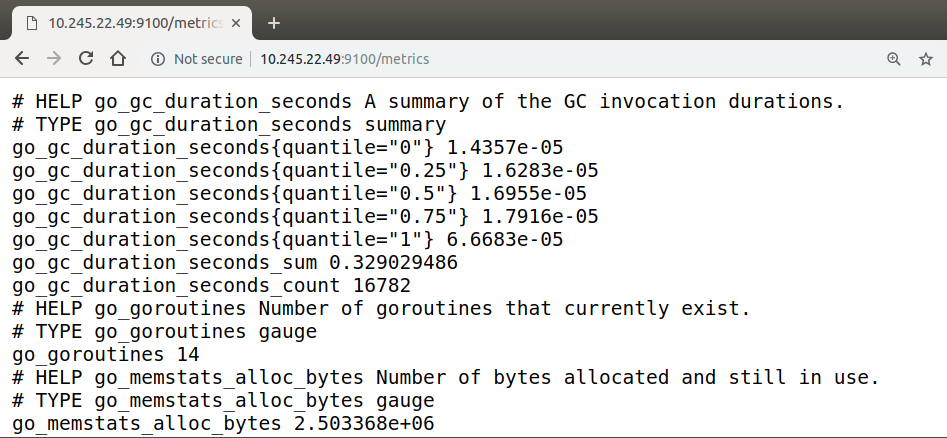 10.245.22.49:9100/metrics
Not secure 10.245.22.49:9100/metrics
# HELP go_gc_duration_seconds A summary of the GC invocation durations.
# TYPE go_gc_duration_seconds summary
go_gc_duration_seconds{quantile="0"} 1.4357e-05
go_gc_duration_seconds{quantile="0.25"} 1.6283e-05
go_gc_duration_seconds{quantile="0.5"} 1.6955e-05
go_gc_duration_seconds{quantile="0.75"} 1.7916e-05
go_gc_duration_seconds{quantile="1"} 6.6683e-05
go_gc_duration_seconds_sum 0.329029486
go_gc_duration_seconds_count 16782
# HELP go_goroutines Number of goroutines that currently exist.
# TYPE go_goroutines gauge
go_goroutines 14
# HELP go_memstats_alloc_bytes Number of bytes allocated and still in use.
# TYPE go_memstats_alloc_bytes gauge
go_memstats_alloc_bytes 2.503368e+06